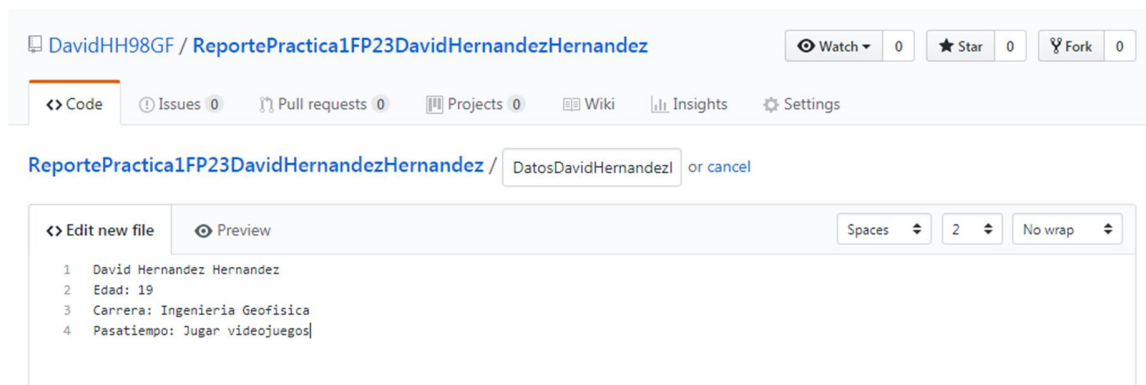 DavidHH98GF / ReportePractica1FP23DavidHernandezHernandez Watch 0 Star 0 Fork 0
Code Issues 0 Pull requests 0 Projects 0 Wiki Insights Settings
ReportePractica1FP23DavidHernandezHernandez / DatosDavidHernandezI or cancel
<> Edit new file Preview Spaces 2 No wrap
1 David Hernandez Hernandez
2 Edad: 19
3 Carrera: Ingenieria Geofisica
4 Pasatiempo: Jugar videojuegos